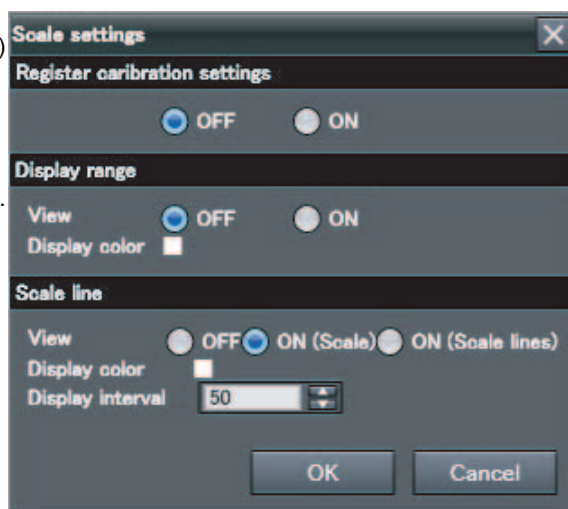 )
Scale settings
Register caribration settings
OFF ON
Display range
.
View OFF ON
Display color
Scale line
View OFF ON (Scale) ON (Scale lines)
Display color
Display interval 50
OK Cancel